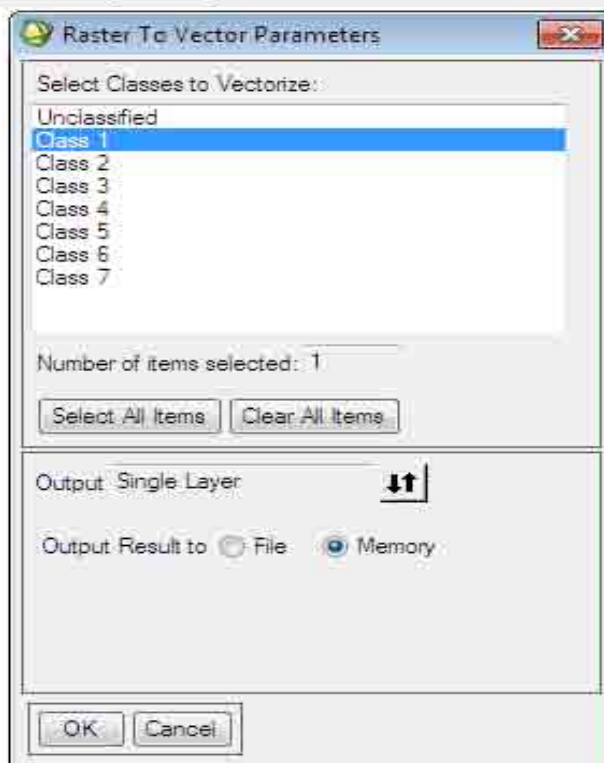 Raster To Vector Parameters
Select Classes to Vectorize:
Unclassified
Class 1
Class 2
Class 3
Class 4
Class 5
Class 6
Class 7
Number of items selected: 1
Select All Items Clear All Items
Output Single Layer
Output Result to File Memory
OK Cancel